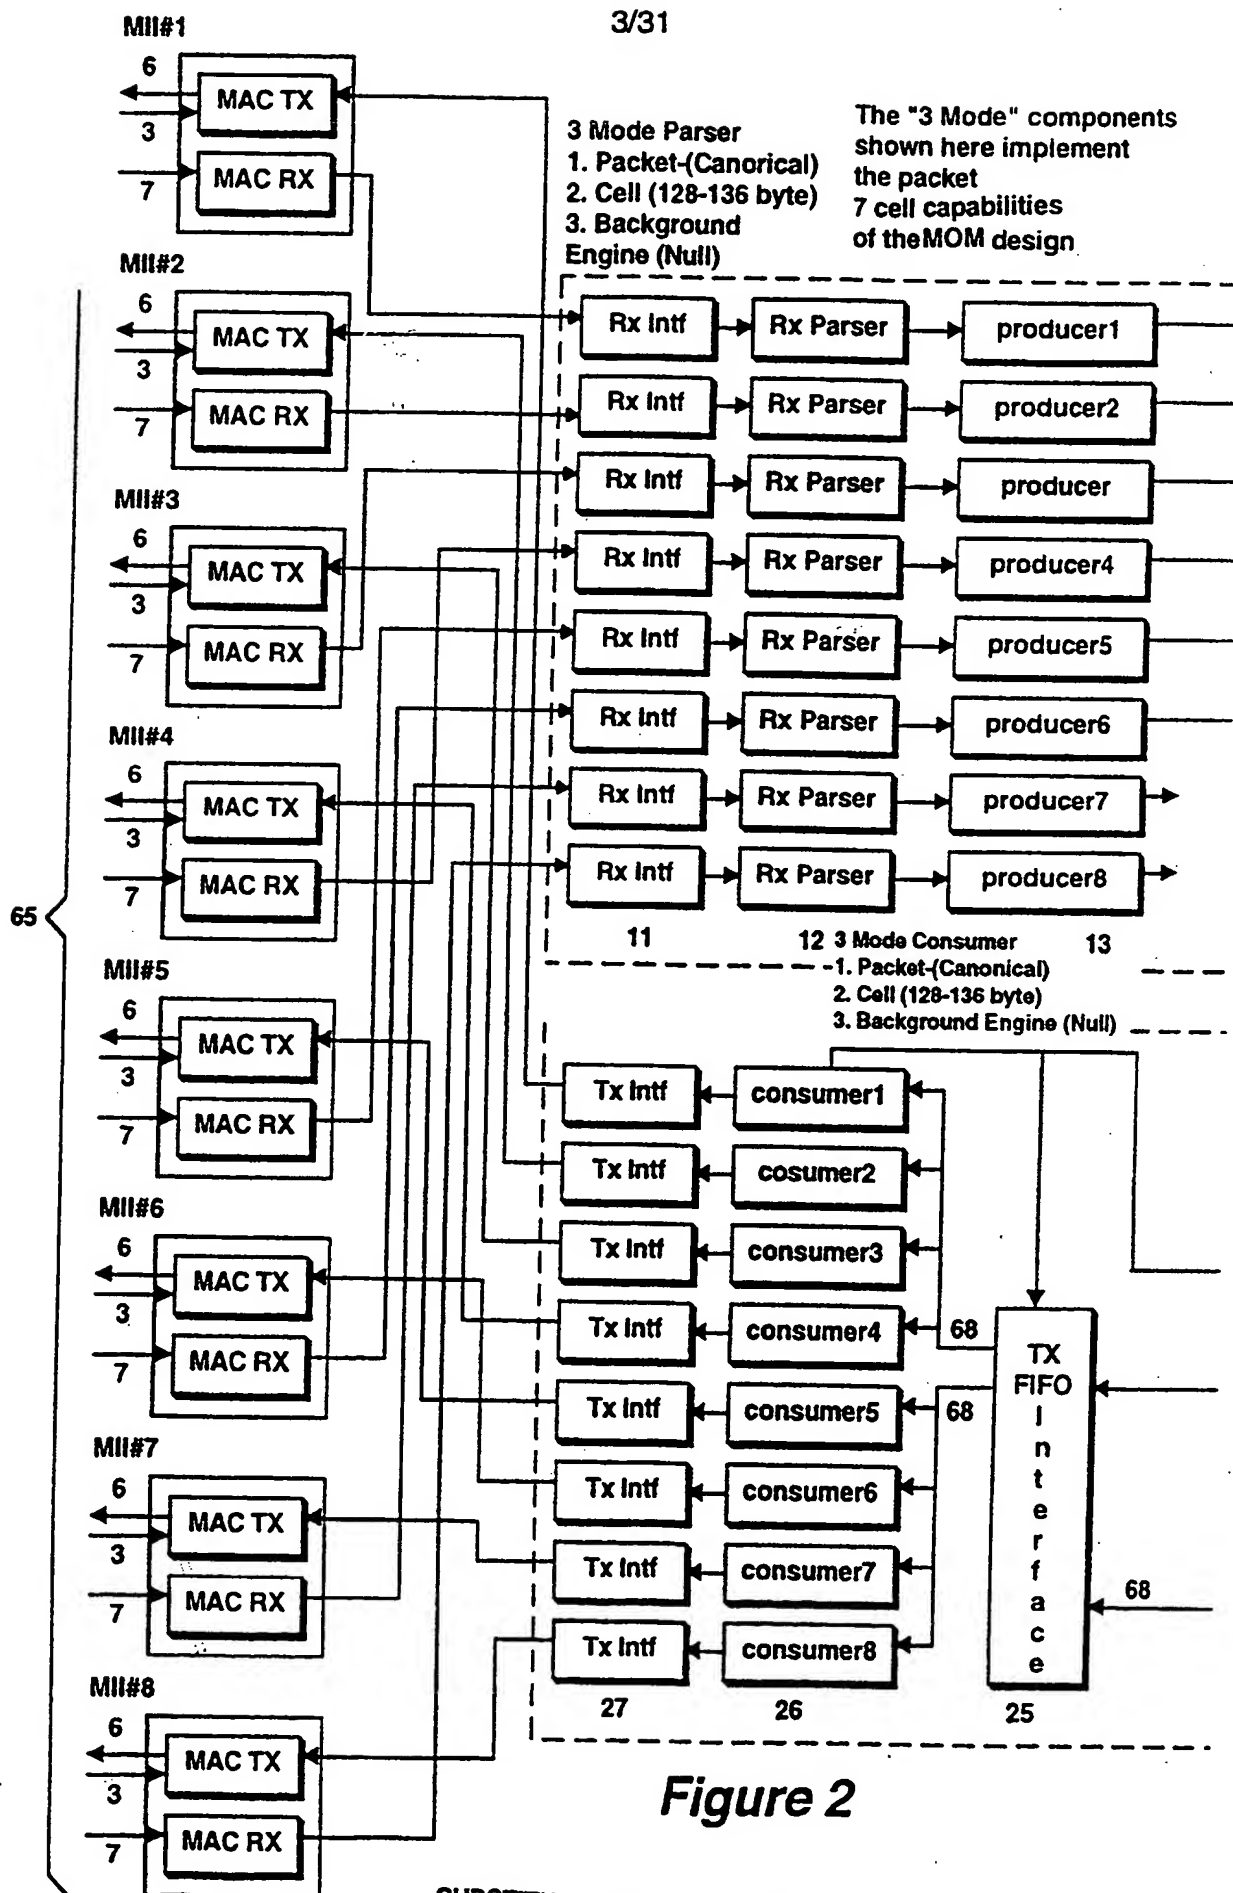 3/31
MII#1
6
3
7
MAC TX
MAC RX
MII#2
6
3
7
MAC TX
MAC RX
MII#3
6
3
7
MAC TX
MAC RX
MII#4
6
3
7
MAC TX
MAC RX
65
MII#5
6
3
7
MAC TX
MAC RX
MII#6
6
3
7
MAC TX
MAC RX
MII#7
6
3
7
MAC TX
MAC RX
MII#8
6
3
7
MAC TX
MAC RX
3 Mode Parser
1. Packet-(Canorical)
2. Cell (128-136 byte)
3. Background
Engine (Null)
The "3 Mode" components
shown here implement
the packet
7 cell capabilities
of theMOM design
Rx Intf Rx Parser producer1
Rx Intf Rx Parser producer2
Rx Intf Rx Parser producer
Rx Intf Rx Parser producer4
Rx Intf Rx Parser producer5
Rx Intf Rx Parser producer6
Rx Intf Rx Parser producer7
Rx Intf Rx Parser producer8
11 12 13
3 Mode Consumer
1. Packet-(Canonical)
2. Cell (128-136 byte)
3. Background Engine (Null)
Tx Intf consumer1
Tx Intf cosumer2
Tx Intf consumer3
Tx Intf consumer4
Tx Intf consumer5
Tx Intf consumer6
Tx Intf consumer7
Tx Intf consumer8
68
68
68
TX
FIFO
I
n
t
e
r
f
a
c
e
27 26 25
Figure 2